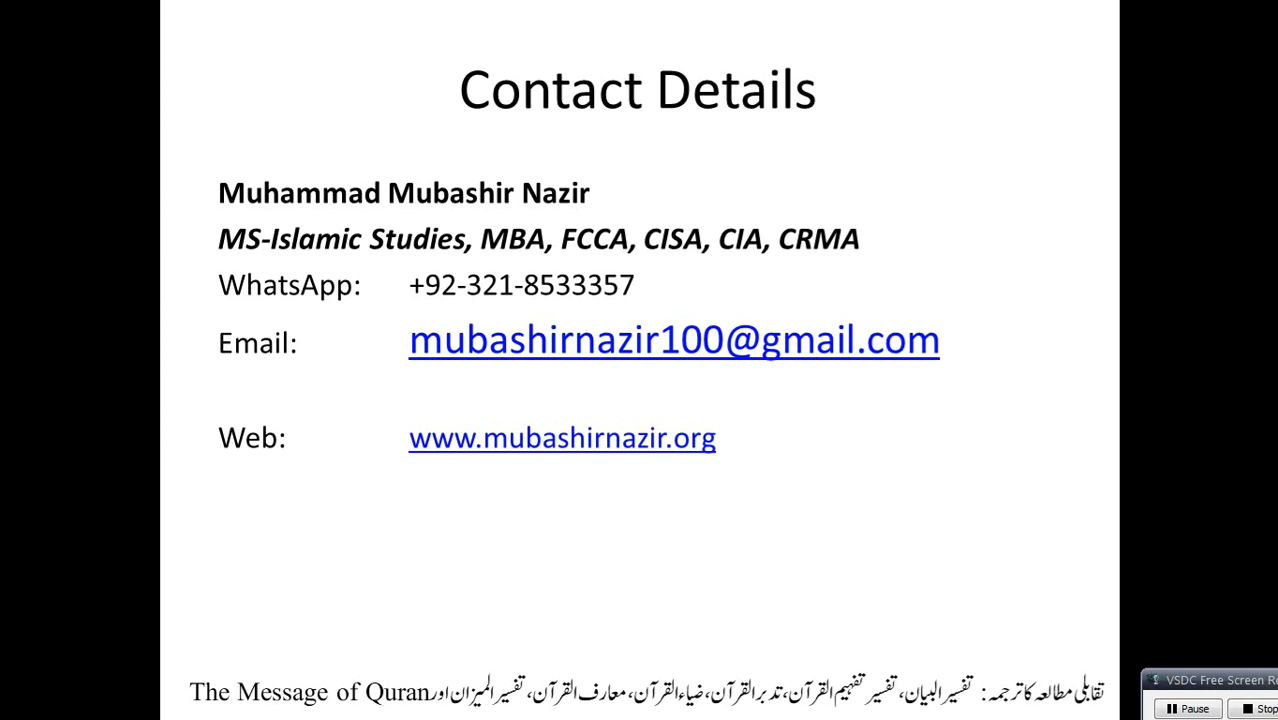 Contact Details
Muhammad Mubashir Nazir
MS-Islamic Studies, MBA, FCCA, CISA, CIA, CRMA
WhatsApp: +92-321-8533357
Email: mubashirnazir100@gmail.com
Web: www.mubashirnazir.org
تقابلی مطالعہ کا ترجمہ: تفسیر البیان، تفسیر تفہیم القرآن، تدبر القرآن، ضیاء القرآن، معارف القرآن، تفسیر المیزان اور The Message of Quran
VSDC Free Screen Re
Pause
Stop